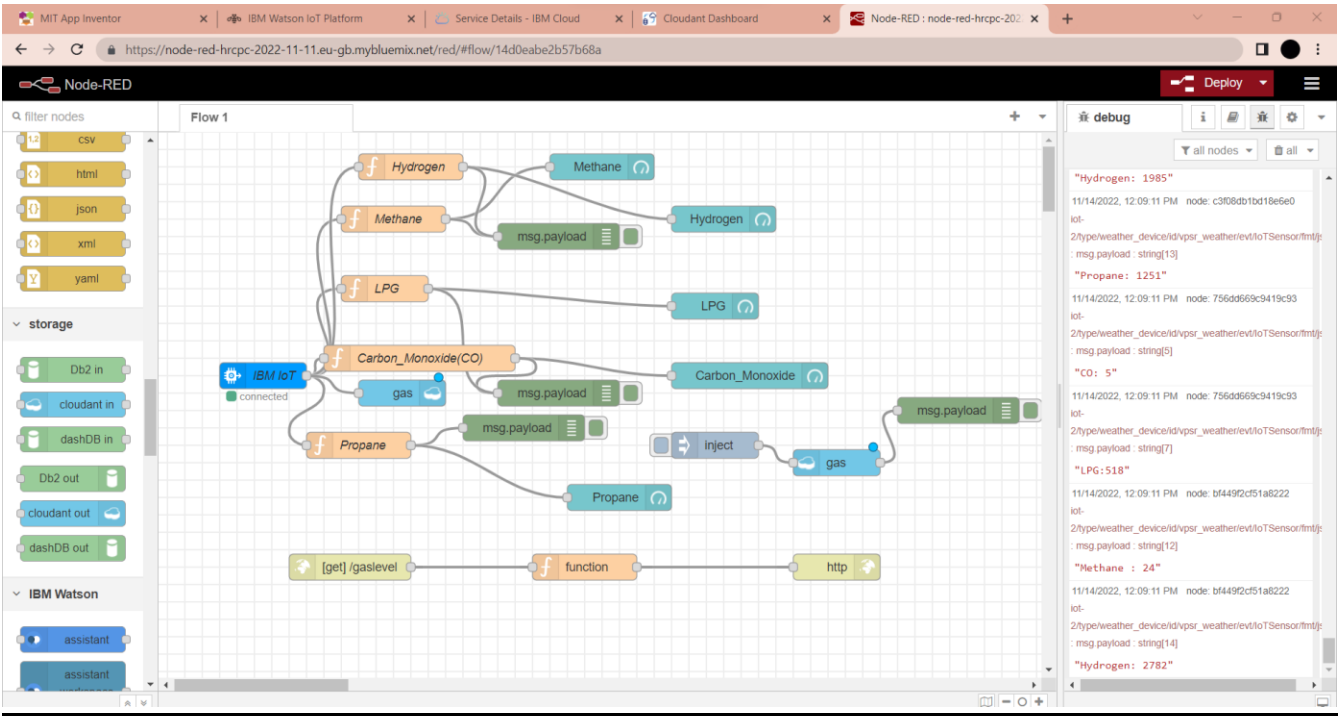 MIT App Inventor
IBM Watson IoT Platform
Service Details - IBM Cloud
Cloudant Dashboard
Node-RED : node-red-hrcpc-202
https://node-red-hrcpc-2022-11-11.eu-gb.mybluemix.net/red/#flow/14d0eabe2b57b68a
Node-RED
Deploy
filter nodes
Flow 1
debug
i
all nodes
all
1,2
csv
html
json
xml
Y
yaml
storage
Db2 in
cloudant in
dashDB in
Db2 out
cloudant out
dashDB out
IBM Watson
assistant
assistant
Hydrogen
Methane
Methane
Hydrogen
msg.payload
LPG
LPG
Carbon_Monoxide(CO)
IBM IoT
connected
gas
Carbon_Monoxide
msg.payload
msg.payload
msg.payload
Propane
inject
gas
Propane
[get] /gaslevel
function
http
"Hydrogen: 1985"
11/14/2022, 12:09:11 PM node: c3f08db1bd18e6e0
iot-
2/type/weather_device/id/vpsr_weather/evt/IoTSensor/fmt/js
: msg.payload : string[13]
"Propane: 1251"
11/14/2022, 12:09:11 PM node: 756dd669c9419c93
iot-
2/type/weather_device/id/vpsr_weather/evt/IoTSensor/fmt/js
: msg.payload : string[5]
"CO: 5"
11/14/2022, 12:09:11 PM node: 756dd669c9419c93
iot-
2/type/weather_device/id/vpsr_weather/evt/IoTSensor/fmt/js
: msg.payload : string[7]
"LPG:518"
11/14/2022, 12:09:11 PM node: bf449f2cf51a8222
iot-
2/type/weather_device/id/vpsr_weather/evt/IoTSensor/fmt/js
: msg.payload : string[12]
"Methane : 24"
11/14/2022, 12:09:11 PM node: bf449f2cf51a8222
iot-
2/type/weather_device/id/vpsr_weather/evt/IoTSensor/fmt/js
: msg.payload : string[14]
"Hydrogen: 2782"